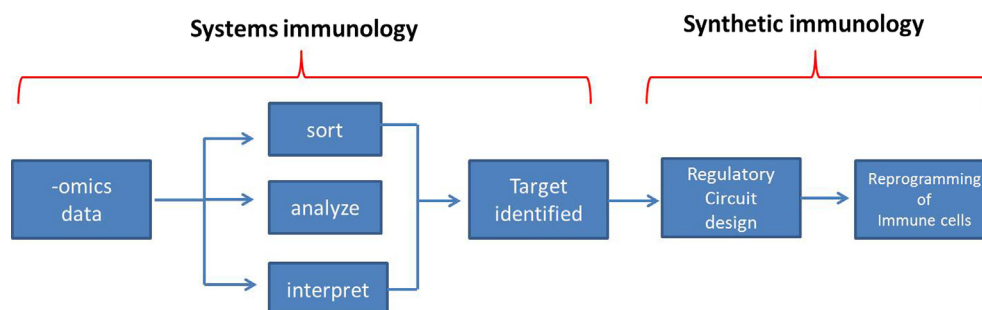 Systems immunology
Synthetic immunology
-omics
data
sort
analyze
interpret
Target
identified
Regulatory
Circuit
design
Reprogramming
of
Immune cells